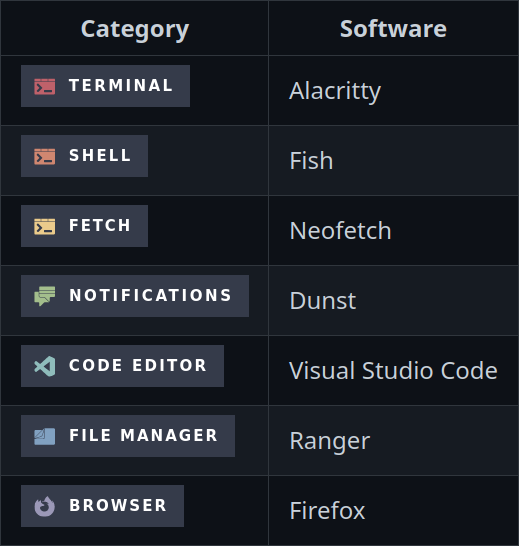 Category Software
TERMINAL Alacritty
SHELL Fish
FETCH Neofetch
NOTIFICATIONS Dunst
CODE EDITOR Visual Studio Code
FILE MANAGER Ranger
BROWSER Firefox